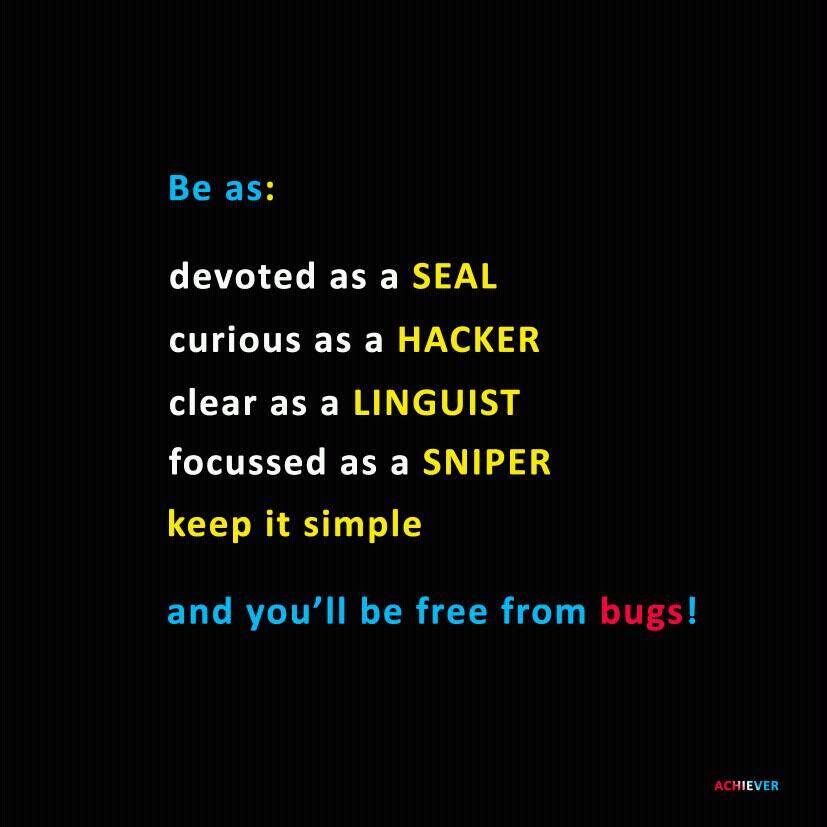 Be as:
devoted as a SEAL
curious as a HACKER
clear as a LINGUIST
focussed as a SNIPER
keep it simple
and you’ll be free from bugs!
ACHIEVER